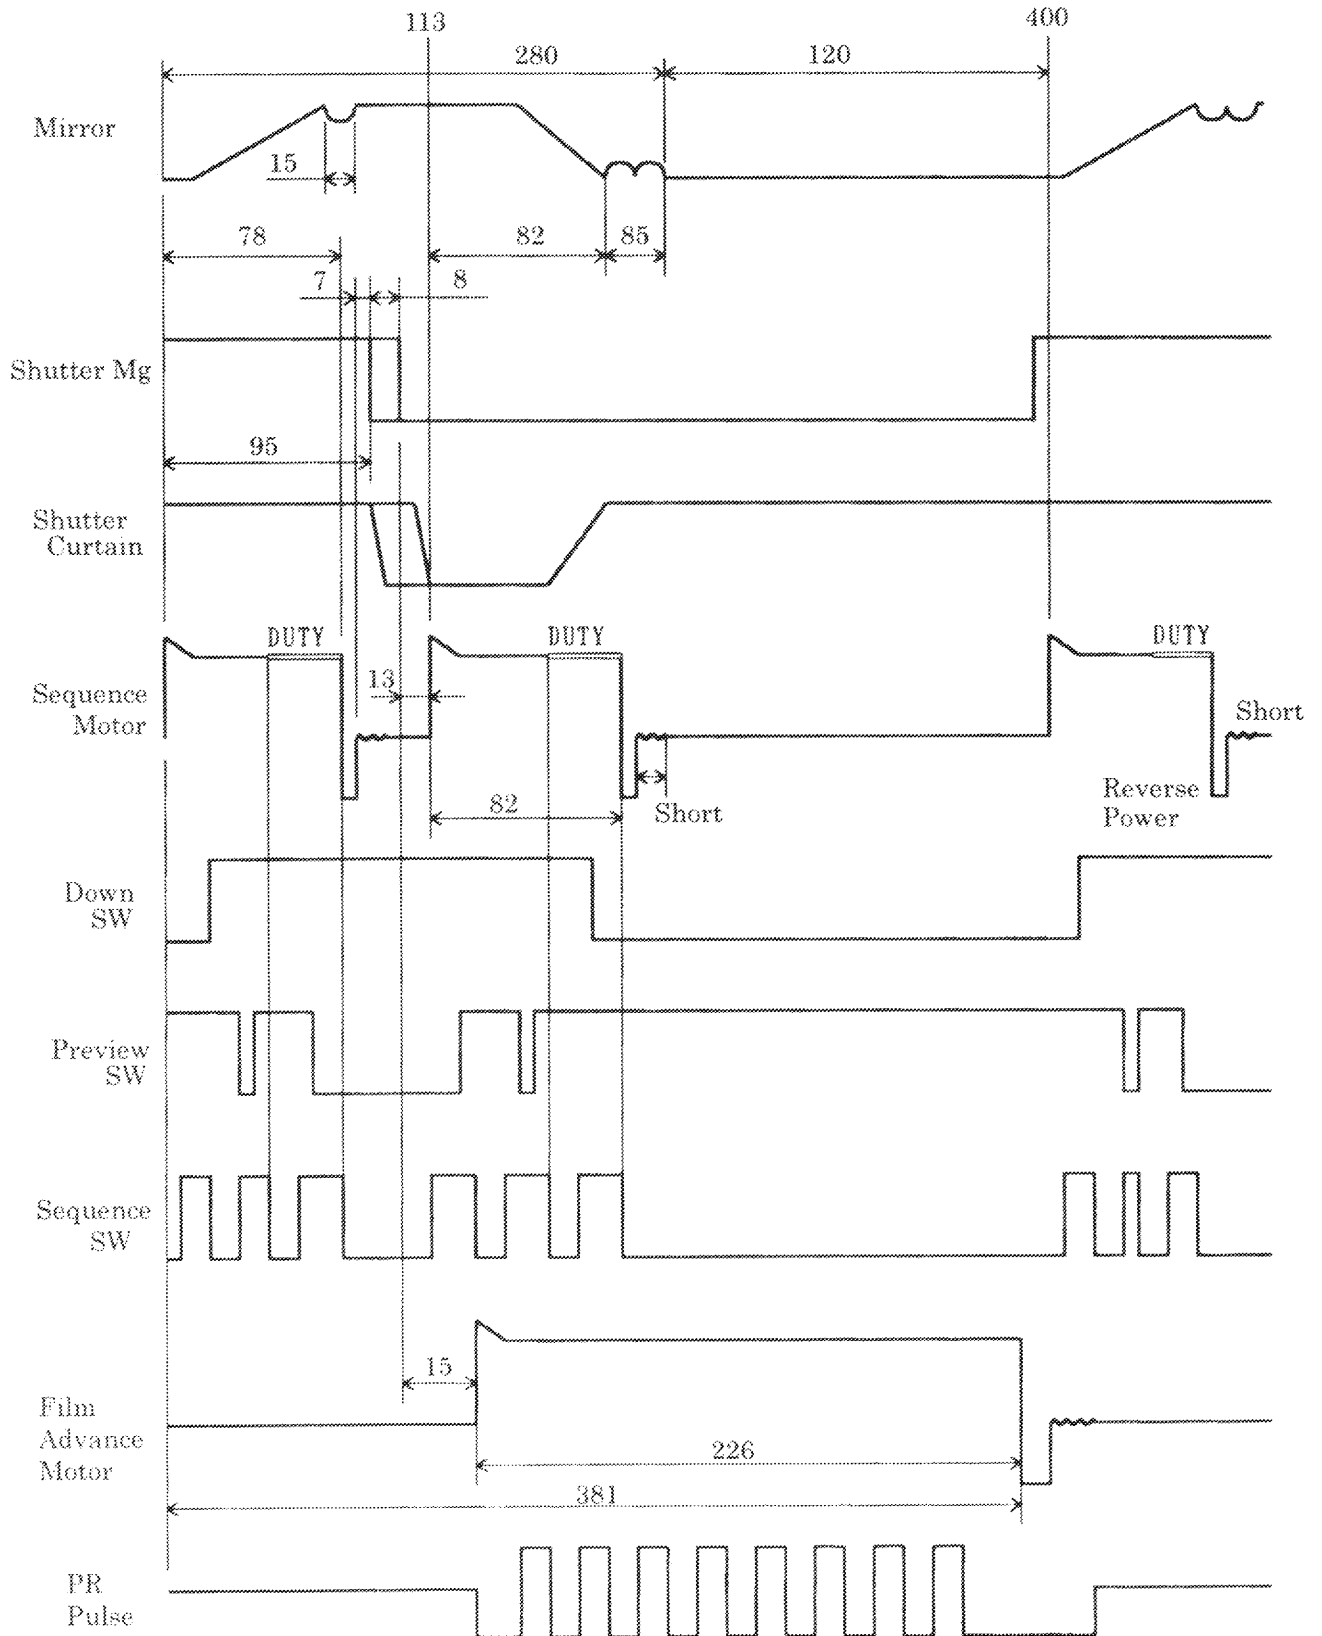 113
400
280
120
Mirror
15
78
82
85
7
8
Shutter Mg
95
Shutter
Curtain
DUTY
DUTY
DUTY
13
Sequence
Motor
Short
82
Short
Reverse
Power
Down
SW
Preview
SW
Sequence
SW
15
Film
Advance
Motor
226
381
PR
Pulse